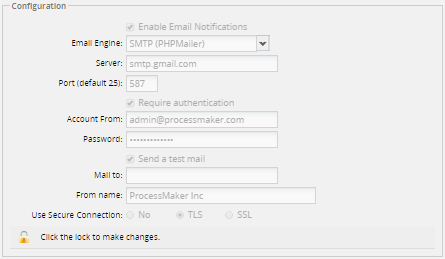 Configuration
Enable Email Notifications
Email Engine: SMTP (PHPMailer)
Server: smtp.gmail.com
Port (default 25): 587
Require authentication
Account From: admin@processmaker.com
Password: •••••••••••••
Send a test mail
Mail to:
From name: ProcessMaker Inc
Use Secure Connection: No TLS SSL
Click the lock to make changes.